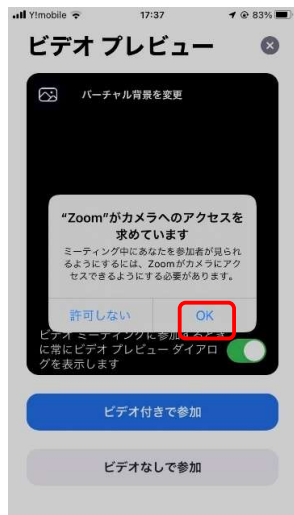 Y!mobile 17:37 83%
ビデオ プレビュー
バーチャル背景を変更
“Zoom”がカメラへのアクセスを
求めています
ミーティング中にあなたを参加者が見られ
るようにするには、Zoomがカメラにアク
セスできるようにする必要があります。
許可しない OK
ビデオ ミーティングに参加するとき
に常にビデオ プレビュー ダイアロ
グを表示します
ビデオ付きで参加
ビデオなしで参加